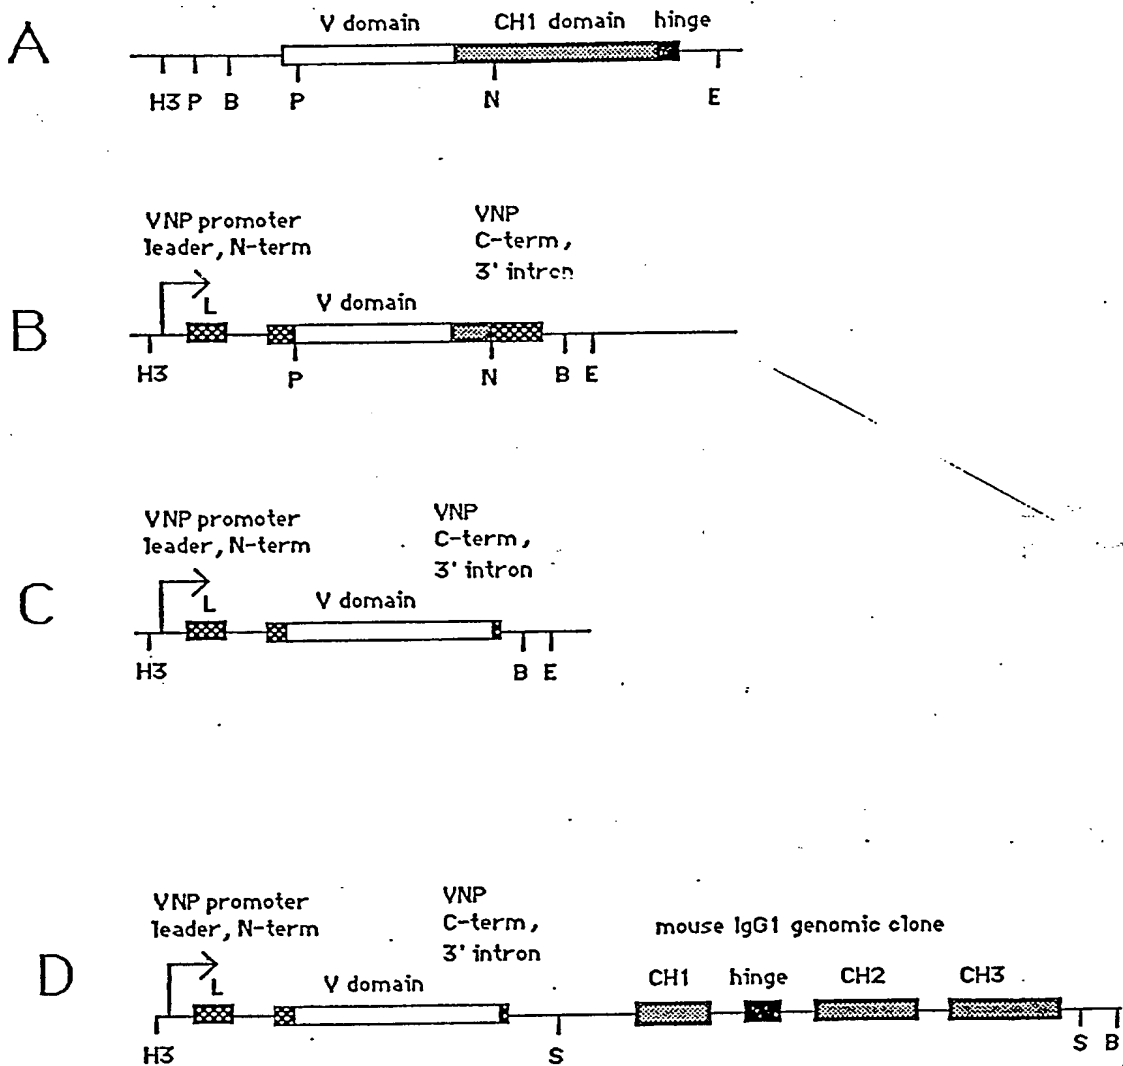 A
V domain CH1 domain hinge
H3 P B P N E
B
VNP promoter
leader, N-term
VNP
C-term,
3' intron
L
V domain
H3 P N B E
C
VNP promoter
leader, N-term
VNP
C-term,
3' intron
L
V domain
H3 B E
D
VNP promoter
leader, N-term
VNP
C-term,
3' intron
mouse IgG1 genomic clone
L
V domain
CH1 hinge CH2 CH3
H3 S S B